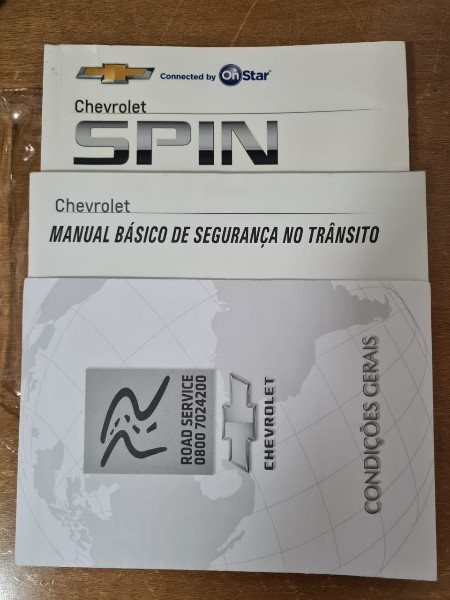 Connected by OnStar
Chevrolet
SPIN
Chevrolet
MANUAL BÁSICO DE SEGURANÇA NO TRÂNSITO
ROAD SERVICE
0800 7024200
CHEVROLET
CONDIÇÕES GERAIS